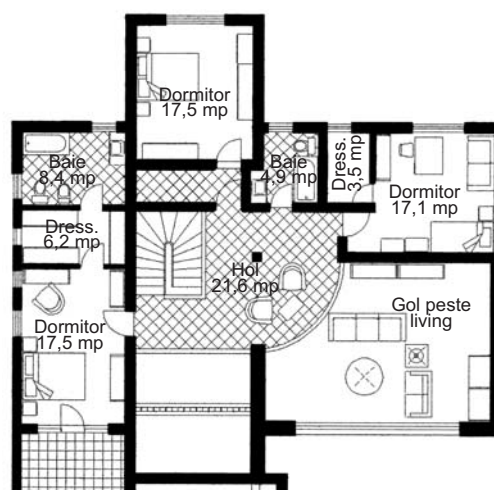 Dormitor
17,5 mp
Baie
8,4 mp
Baie
4,9 mp
Dress.
3,5 mp
Dormitor
17,1 mp
Dress.
6,2 mp
Hol
21,6 mp
Gol peste
living
Dormitor
17,5 mp